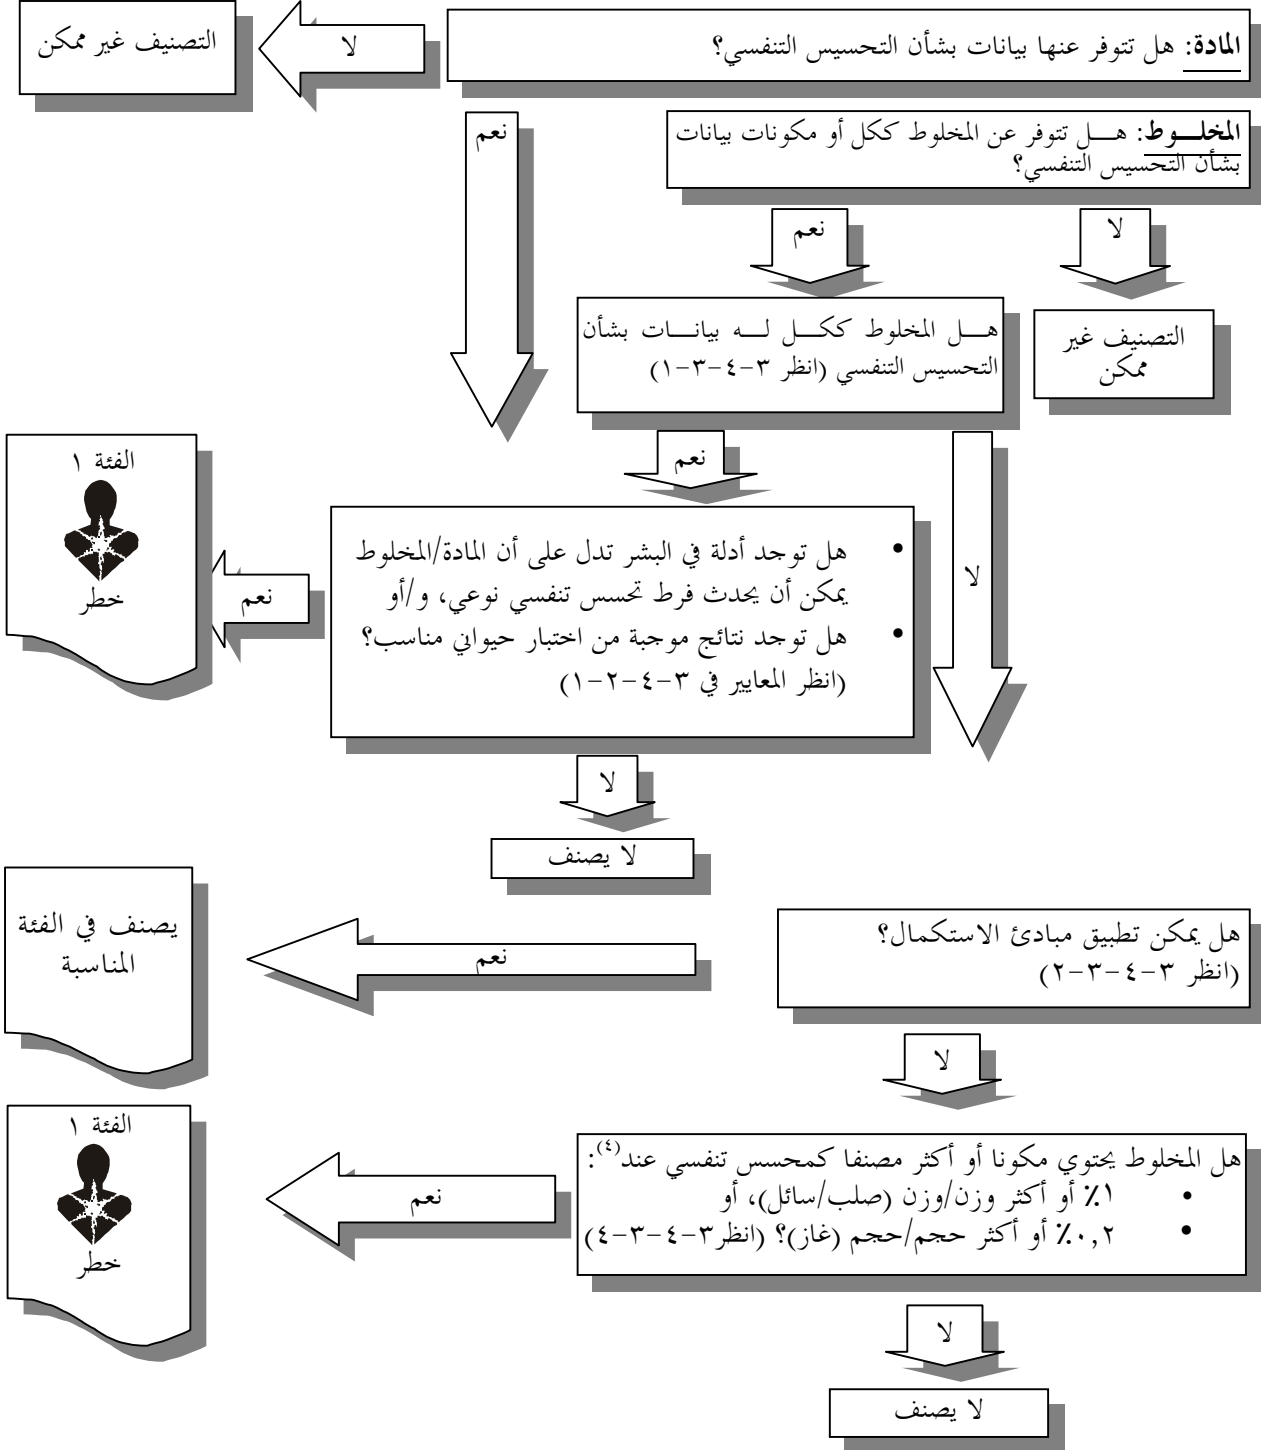 المادة: هل تتوفر عنها بيانات بشأن التحسيس التنفسي؟
لا
التصنيف غير ممكن
نعم
المخلـــوط: هـــل تتوفر عن المخلوط ككل أو مكونات بيانات
بشأن التحسيس التنفسي؟
لا
نعم
التصنيف غير
ممكن
هـــل المخلوط ككـــل لـــه بيانـــات بشأن
التحسيس التنفسي (انظر ٣-٤-٣-١)
نعم
لا
• هل توجد أدلة في البشر تدل على أن المادة/المخلوط
يمكن أن يحدث فرط تحسس تنفسي نوعي، و/أو
• هل توجد نتائج موجبة من اختبار حيواني مناسب؟
(انظر المعايير في ٣-٤-٢-١)
نعم
الفئة ١
خطر
لا
لا يصنف
هل يمكن تطبيق مبادئ الاستكمال؟
(انظر ٣-٤-٣-٢)
نعم
يصنف في الفئة
المناسبة
لا
هل المخلوط يحتوي مكونا أو أكثر مصنفا كمحسس تنفسي عند(٤):
• ١٪ أو أكثر وزن/وزن (صلب/سائل)، أو
• ٠,٢٪ أو أكثر حجم/حجم (غاز)؟ (انظر٣-٤-٣-٤)
نعم
الفئة ١
خطر
لا
لا يصنف